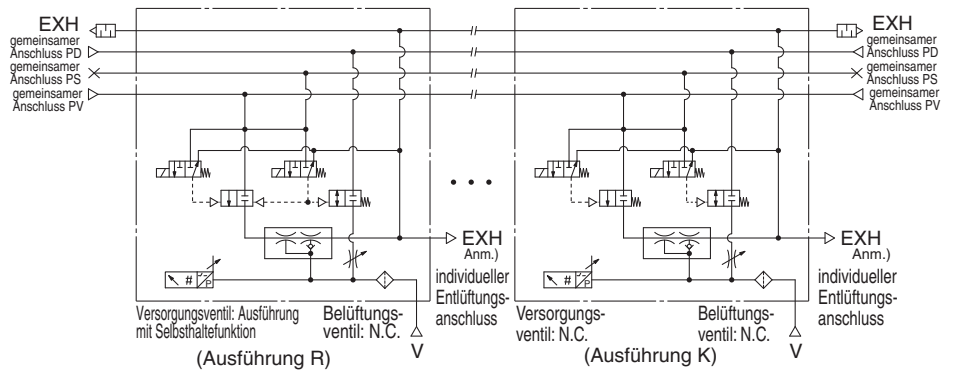 EXH
gemeinsamer
Anschluss PD
gemeinsamer
Anschluss PS
gemeinsamer
Anschluss PV
EXH
gemeinsamer
Anschluss PD
gemeinsamer
Anschluss PS
gemeinsamer
Anschluss PV
EXH
Anm.)
individueller
Entlüftungs-
anschluss
#
P
Versorgungsventil: Ausführung
mit Selbsthaltefunktion
Belüftungs-
ventil: N.C.
V
(Ausführung R)
EXH
Anm.)
individueller
Entlüftungs-
anschluss
#
P
Versorgungs-
ventil: N.C.
Belüftungs-
ventil: N.C.
V
(Ausführung K)